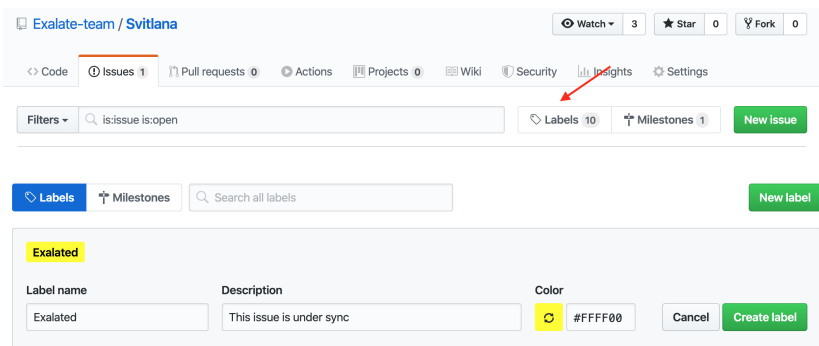 Exalate-team / Svitlana
Watch 3 Star 0 Fork 0
Code Issues 1 Pull requests 0 Actions Projects 0 Wiki Security Insights Settings
Filters is:issue is:open Labels 10 Milestones 1 New issue
Labels Milestones Search all labels New label
Exalated
Label name Description Color
Exalated This issue is under sync #FFFF00 Cancel Create label